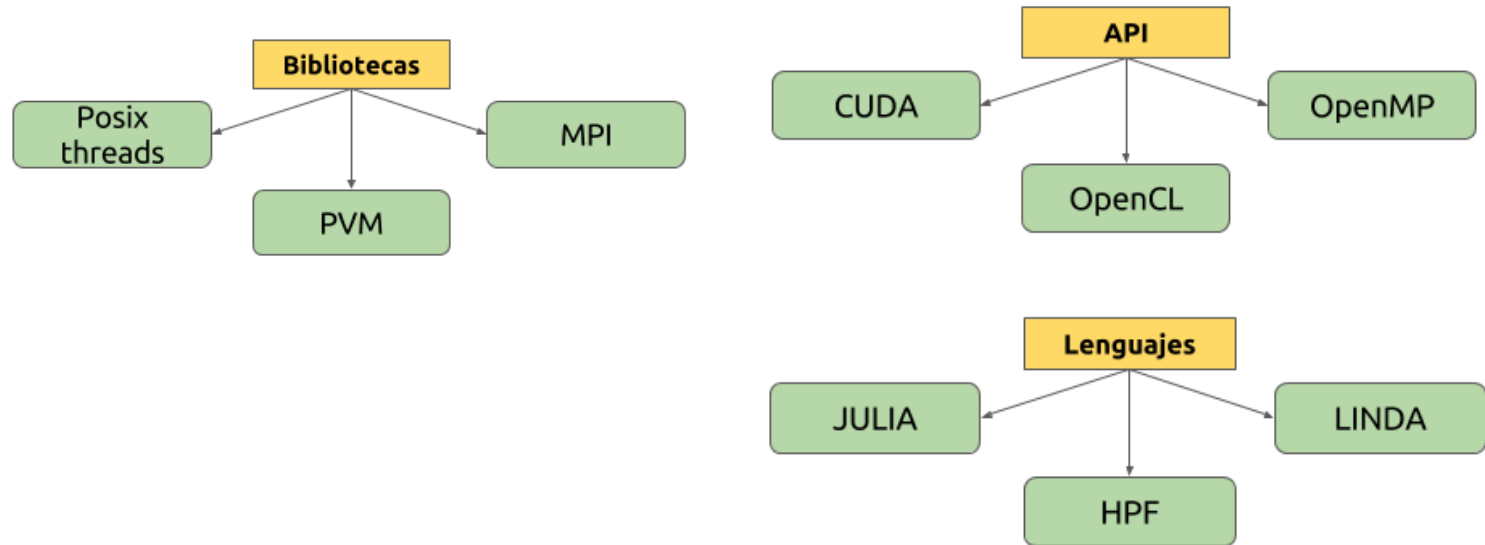 Bibliotecas
Posix
threads
PVM
MPI
API
CUDA
OpenCL
OpenMP
Lenguajes
JULIA
HPF
LINDA